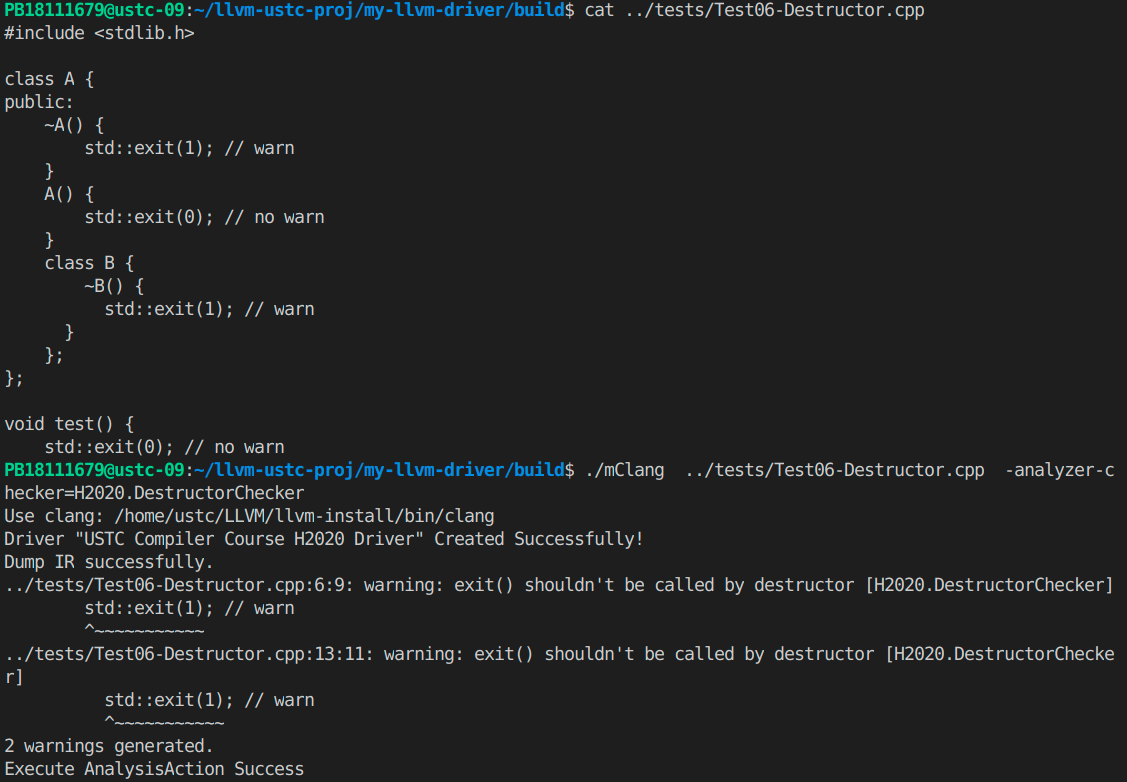 PB18111679@ustc-09:~/llvm-ustc-proj/my-llvm-driver/build$ cat ../tests/Test06-Destructor.cpp
#include <stdlib.h>

class A {
public:
    ~A() {
        std::exit(1); // warn
    }
    A() {
        std::exit(0); // no warn
    }
    class B {
        ~B() {
          std::exit(1); // warn
      }
    };
};

void test() {
    std::exit(0); // no warn
PB18111679@ustc-09:~/llvm-ustc-proj/my-llvm-driver/build$ ./mClang  ../tests/Test06-Destructor.cpp  -analyzer-c
hecker=H2020.DestructorChecker
Use clang: /home/ustc/LLVM/llvm-install/bin/clang
Driver "USTC Compiler Course H2020 Driver" Created Successfully!
Dump IR successfully.
../tests/Test06-Destructor.cpp:6:9: warning: exit() shouldn't be called by destructor [H2020.DestructorChecker]
        std::exit(1); // warn
        ^~~~~~~~~~~~
../tests/Test06-Destructor.cpp:13:11: warning: exit() shouldn't be called by destructor [H2020.DestructorChecke
r]
          std::exit(1); // warn
          ^~~~~~~~~~~~
2 warnings generated.
Execute AnalysisAction Success